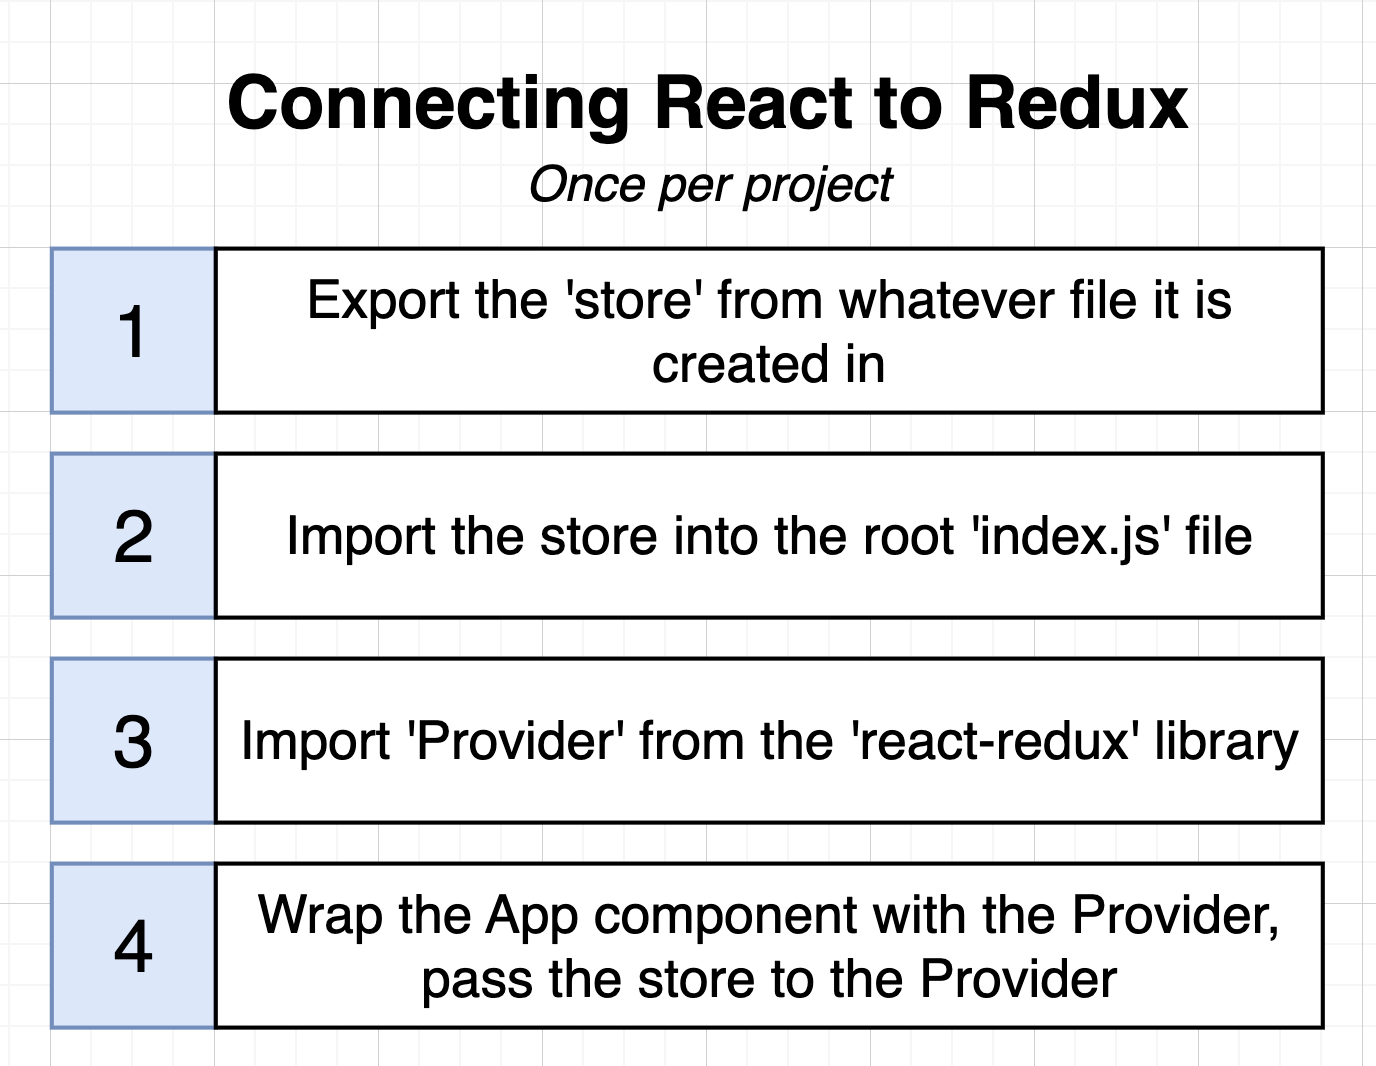 Connecting React to Redux
Once per project
1
Export the 'store' from whatever file it is
created in
2
Import the store into the root 'index.js' file
3
Import 'Provider' from the 'react-redux' library
4
Wrap the App component with the Provider,
pass the store to the Provider